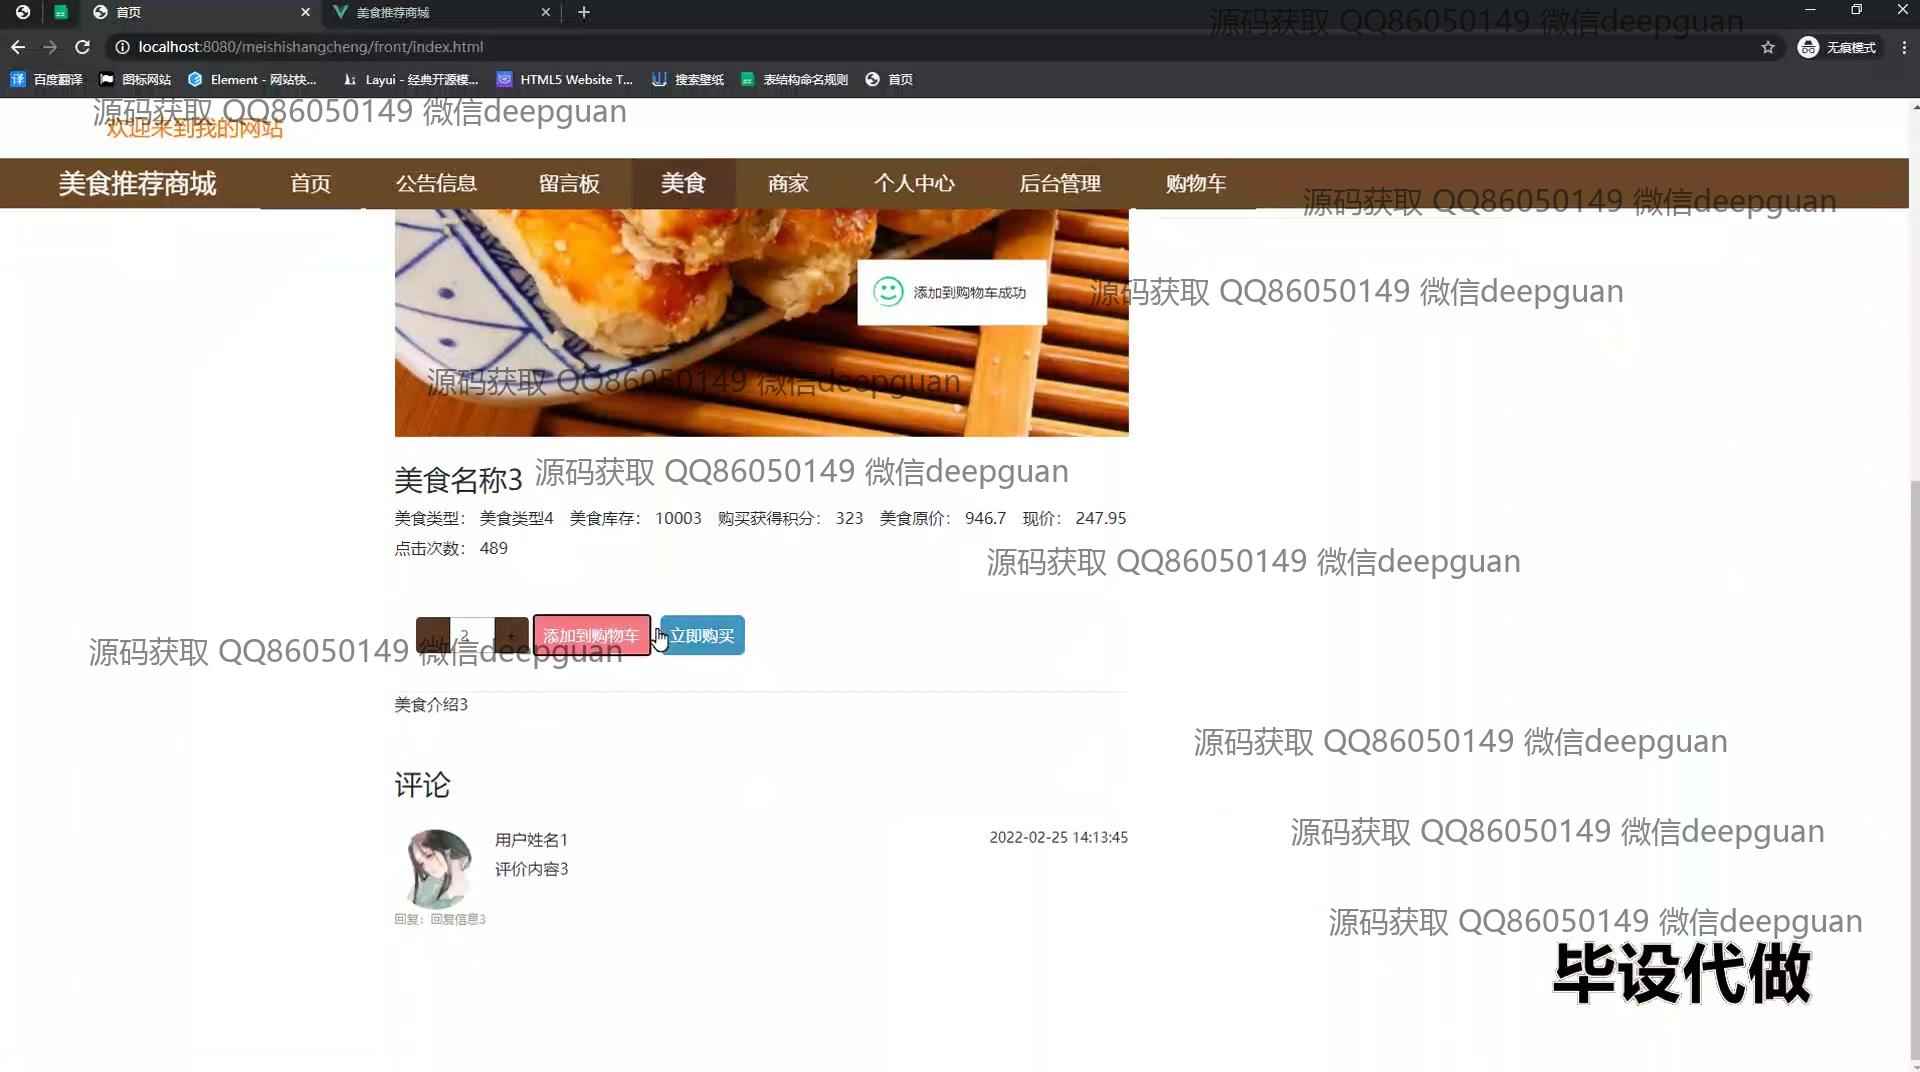 首页
美食推荐商城
源码获取 QQ86050149 微信deepguan
localhost:8080/meishishangcheng/front/index.html
无痕模式
百度翻译
图标网站
Element - 网站快...
Layui - 经典开源模...
HTML5 Website T...
搜索壁纸
表结构命名规则
首页
源码获取 QQ86050149 微信deepguan
欢迎来到我的网站
美食推荐商城
首页
公告信息
留言板
美食
商家
个人中心
后台管理
购物车
源码获取 QQ86050149 微信deepguan
添加到购物车成功
源码获取 QQ86050149 微信deepguan
源码获取 QQ86050149 微信deepguan
美食名称3
源码获取 QQ86050149 微信deepguan
美食类型： 美食类型4 美食库存： 10003 购买获得积分： 323 美食原价： 946.7 现价： 247.95
点击次数： 489
源码获取 QQ86050149 微信deepguan
- 2 + 添加到购物车 立即购买
源码获取 QQ86050149 微信deepguan
美食介绍3
源码获取 QQ86050149 微信deepguan
评论
源码获取 QQ86050149 微信deepguan
用户姓名1
2022-02-25 14:13:45
评价内容3
回复：回复信息3
源码获取 QQ86050149 微信deepguan
毕设代做